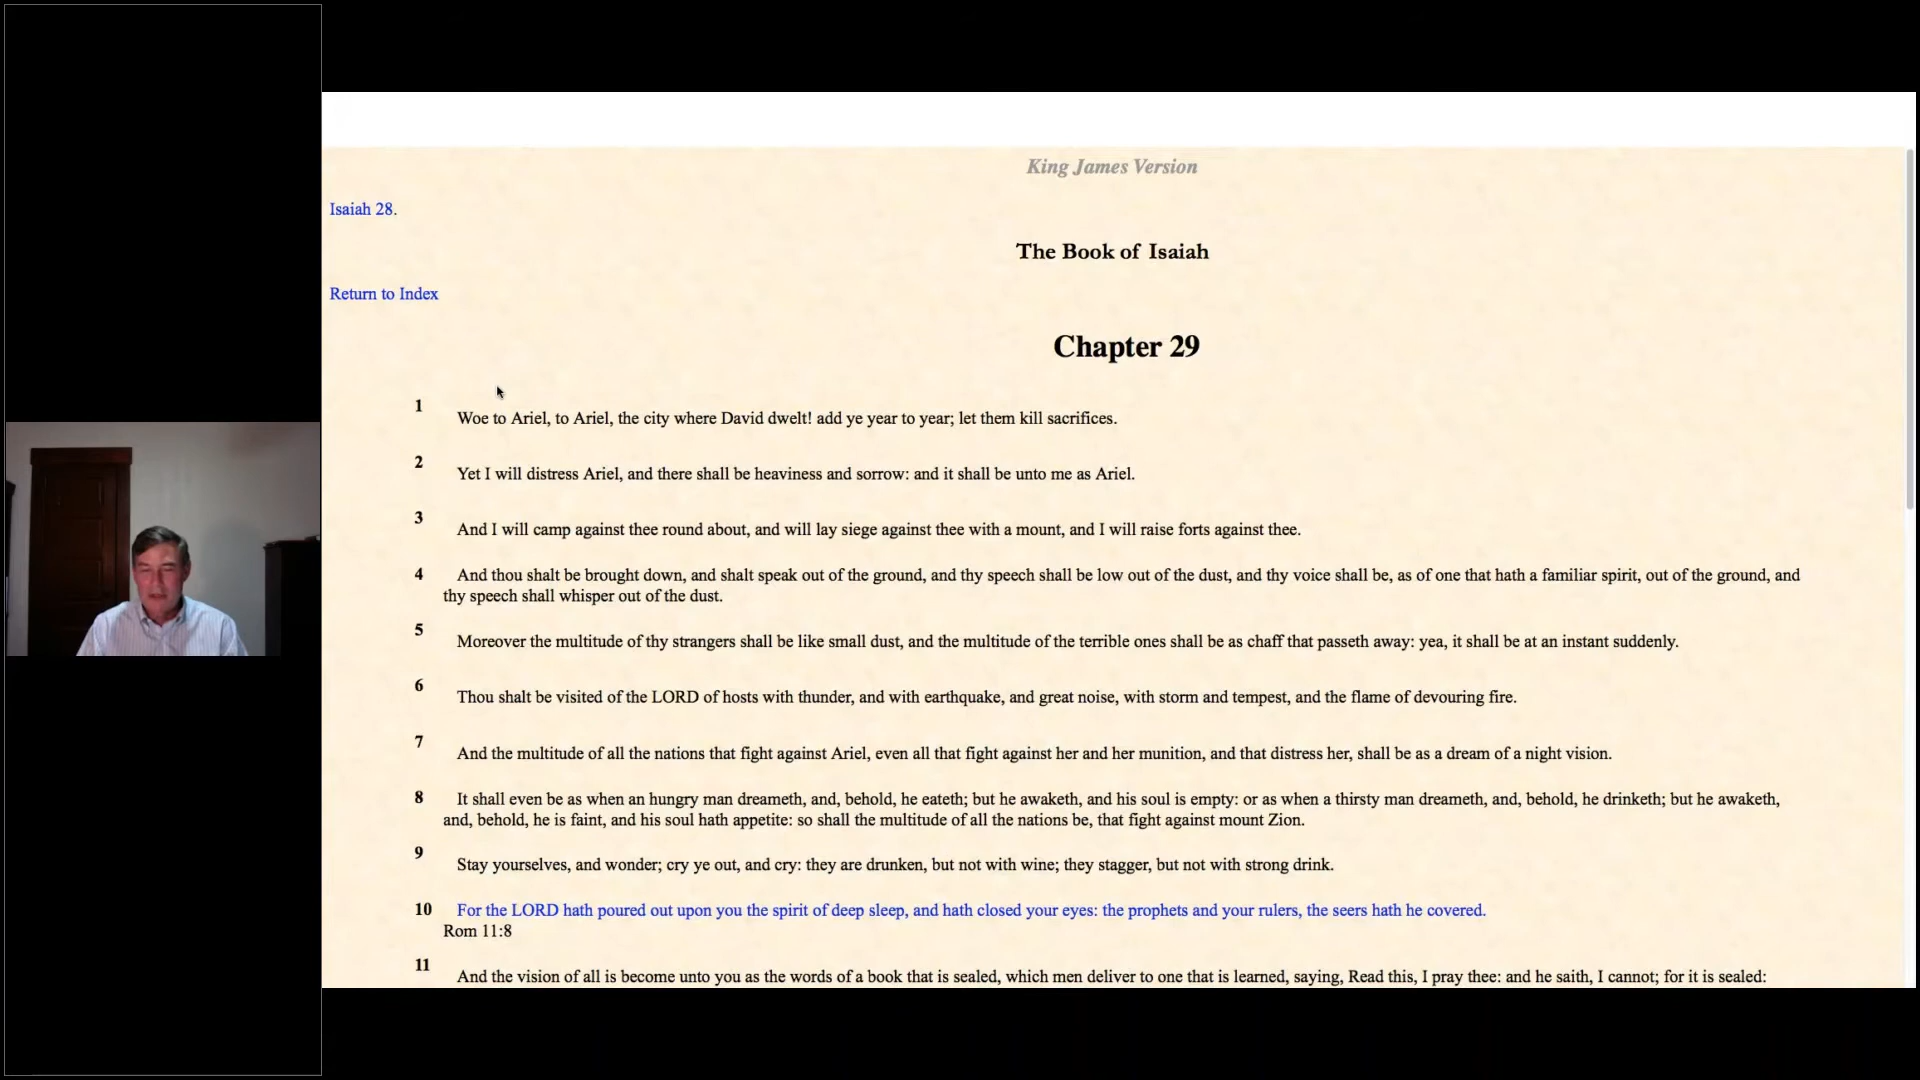 King James Version
Isaiah 28.
The Book of Isaiah
Return to Index
Chapter 29
1 Woe to Ariel, to Ariel, the city where David dwelt! add ye year to year; let them kill sacrifices.
2 Yet I will distress Ariel, and there shall be heaviness and sorrow: and it shall be unto me as Ariel.
3 And I will camp against thee round about, and will lay siege against thee with a mount, and I will raise forts against thee.
4 And thou shalt be brought down, and shalt speak out of the ground, and thy speech shall be low out of the dust, and thy voice shall be, as of one that hath a familiar spirit, out of the ground, and
thy speech shall whisper out of the dust.
5 Moreover the multitude of thy strangers shall be like small dust, and the multitude of the terrible ones shall be as chaff that passeth away: yea, it shall be at an instant suddenly.
6 Thou shalt be visited of the LORD of hosts with thunder, and with earthquake, and great noise, with storm and tempest, and the flame of devouring fire.
7 And the multitude of all the nations that fight against Ariel, even all that fight against her and her munition, and that distress her, shall be as a dream of a night vision.
8 It shall even be as when an hungry man dreameth, and, behold, he eateth; but he awaketh, and his soul is empty: or as when a thirsty man dreameth, and, behold, he drinketh; but he awaketh,
and, behold, he is faint, and his soul hath appetite: so shall the multitude of all the nations be, that fight against mount Zion.
9 Stay yourselves, and wonder; cry ye out, and cry: they are drunken, but not with wine; they stagger, but not with strong drink.
10 For the LORD hath poured out upon you the spirit of deep sleep, and hath closed your eyes: the prophets and your rulers, the seers hath he covered.
Rom 11:8
11 And the vision of all is become unto you as the words of a book that is sealed, which men deliver to one that is learned, saying, Read this, I pray thee: and he saith, I cannot; for it is sealed: